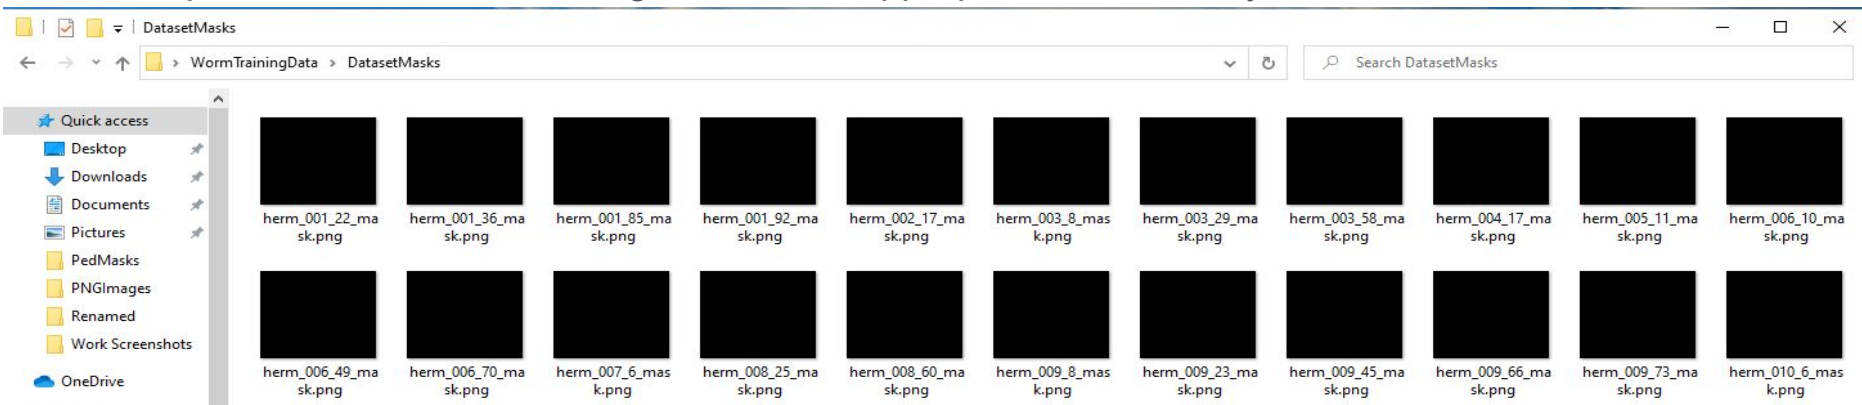 DatasetMasks
WormTrainingData > DatasetMasks
Search DatasetMasks
Quick access
Desktop
Downloads
Documents
Pictures
PedMasks
PNGImages
Renamed
Work Screenshots
OneDrive
herm_001_22_ma
sk.png
herm_001_36_ma
sk.png
herm_001_85_ma
sk.png
herm_001_92_ma
sk.png
herm_002_17_ma
sk.png
herm_003_8_mas
k.png
herm_003_29_ma
sk.png
herm_003_58_ma
sk.png
herm_004_17_ma
sk.png
herm_005_11_ma
sk.png
herm_006_10_ma
sk.png
herm_006_49_ma
sk.png
herm_006_70_ma
sk.png
herm_007_6_mas
k.png
herm_008_25_ma
sk.png
herm_008_60_ma
sk.png
herm_009_8_mas
k.png
herm_009_23_ma
sk.png
herm_009_45_ma
sk.png
herm_009_66_ma
sk.png
herm_009_73_ma
sk.png
herm_010_6_mas
k.png